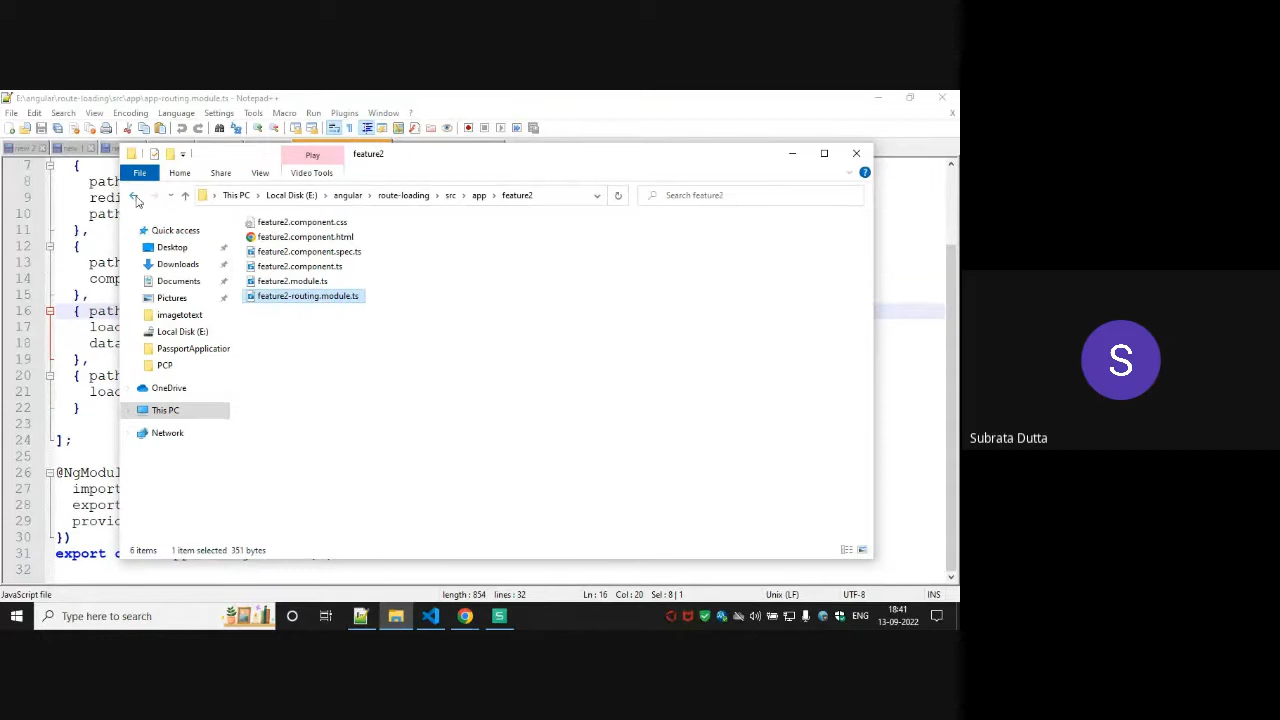 E:\angular\route-loading\src\app\app-routing.module.ts - Notepad++
File Edit Search View Encoding Language Settings Tools Macro Run Plugins Window ?
X
new 2 new 1
Play feature2
File Home Share View Video Tools
This PC Local Disk (E:) angular route-loading src app feature2
Search feature2
Quick access
Desktop
Downloads
Documents
Pictures
imagetotext
Local Disk (E:)
PassportApplication
PCP
OneDrive
This PC
Network
feature2.component.css
feature2.component.html
feature2.component.spec.ts
feature2.component.ts
feature2.module.ts
feature2-routing.module.ts
6 items 1 item selected 351 bytes
7 {
8 path
9 redi
10 path
11 },
12 {
13 path
14 comp
15 },
16 { path
17 load
18 data
19 },
20 { path
21 load
22 }
23
24 ];
25
26 @NgModul
27 import
28 export
29 provid
30 })
31 export c
32
JavaScript file length : 854 lines : 32 Ln : 16 Col : 20 Sel : 8 | 1 Unix (LF) UTF-8 INS
Type here to search
ENG
18:41
13-09-2022
S
Subrata Dutta